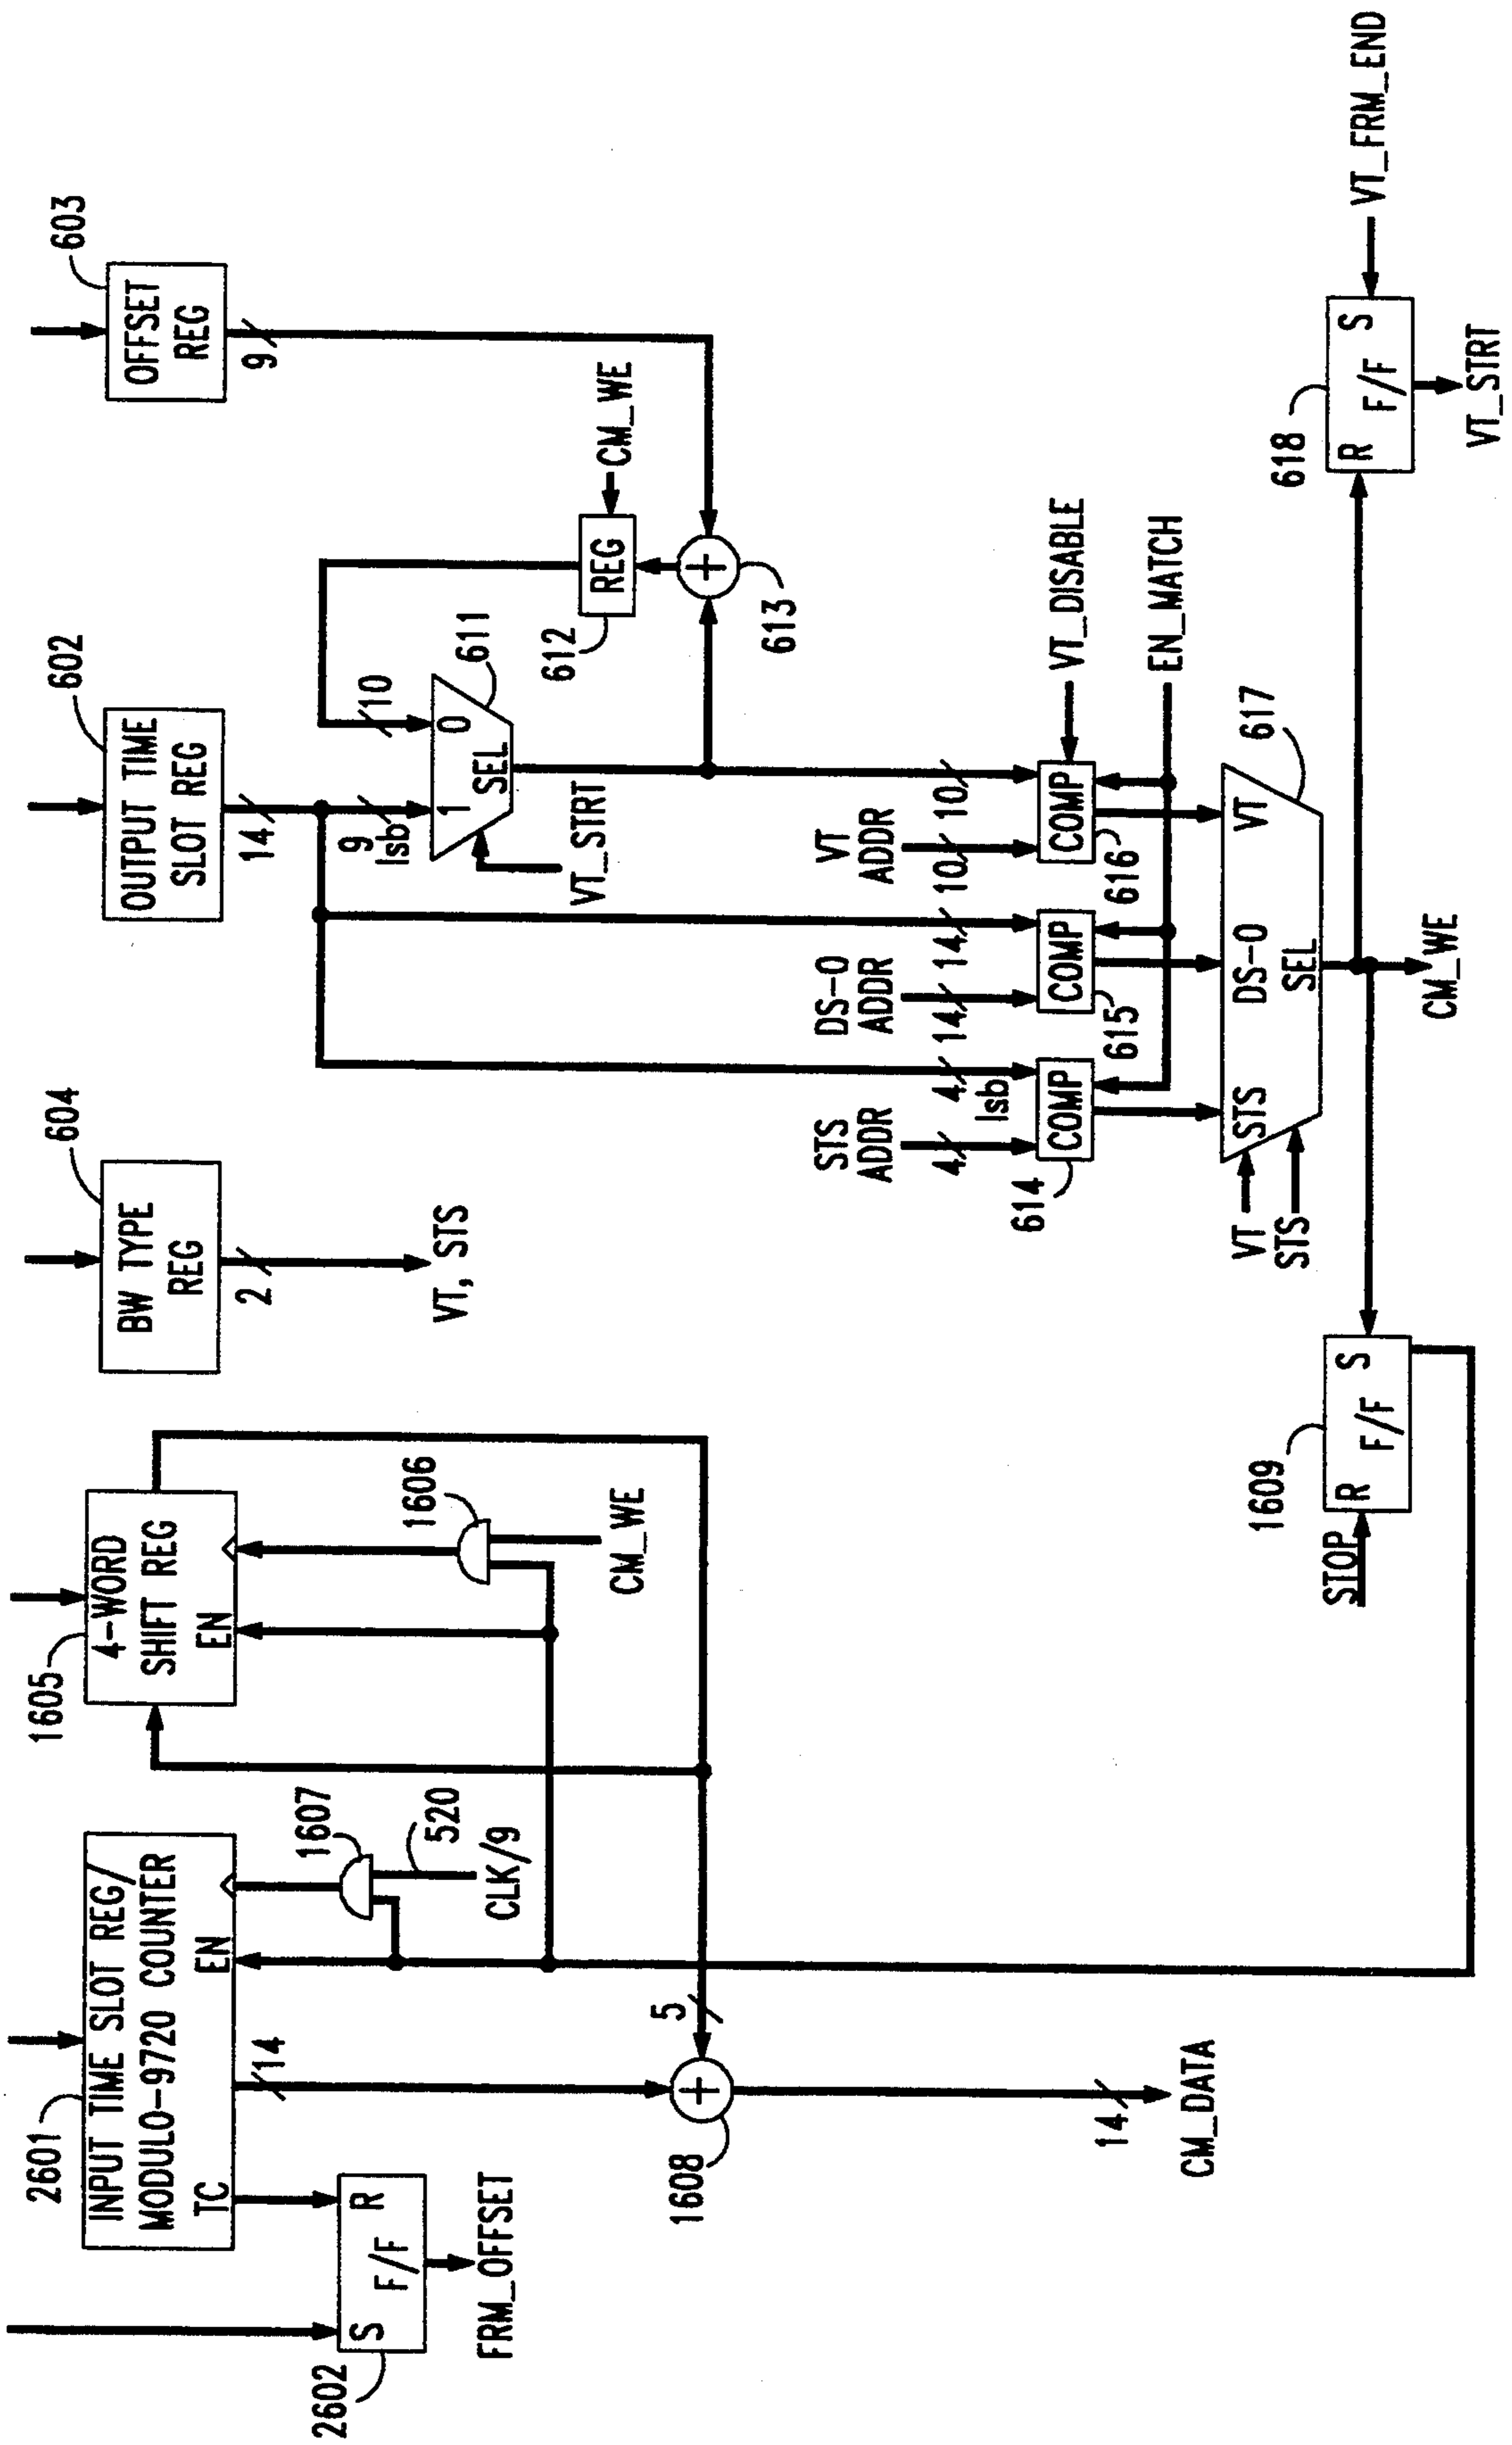 2601
INPUT TIME SLOT REG/
MODULO-9720 COUNTER
TC
EN
14
2602
S
R
F/F
FRM_OFFSET
1607
520
CLK/9
1605
4-WORD
SHIFT REG
EN
1606
CM_WE
5
1608
14
CM_DATA
604
BW TYPE
REG
2
VT, STS
602
OUTPUT TIME
SLOT REG
14
9
lsb
10
1
0
SEL
611
VT_STRT
603
OFFSET
REG
9
612
REG
CM_WE
613
STS
ADDR
4
4
lsb
DS-0
ADDR
14
14
VT
ADDR
10
10
VT_DISABLE
EN_MATCH
COMP
614
COMP
615
COMP
616
STS
DS-0
VT
SEL
617
VT
STS
CM_WE
1609
STOP
R
S
F/F
618
R
S
F/F
VT_FRM_END
VT_STRT